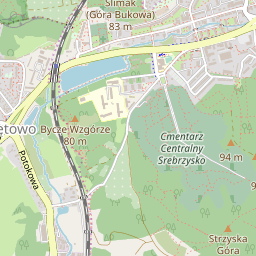 Ślimak
(Góra Bukowa)
83 m
etowo
Bycze Wzgórze
80 m
Potokowa
Cmentarz
Centralny
Srebrzysko
94 m
Strzyska
Góra